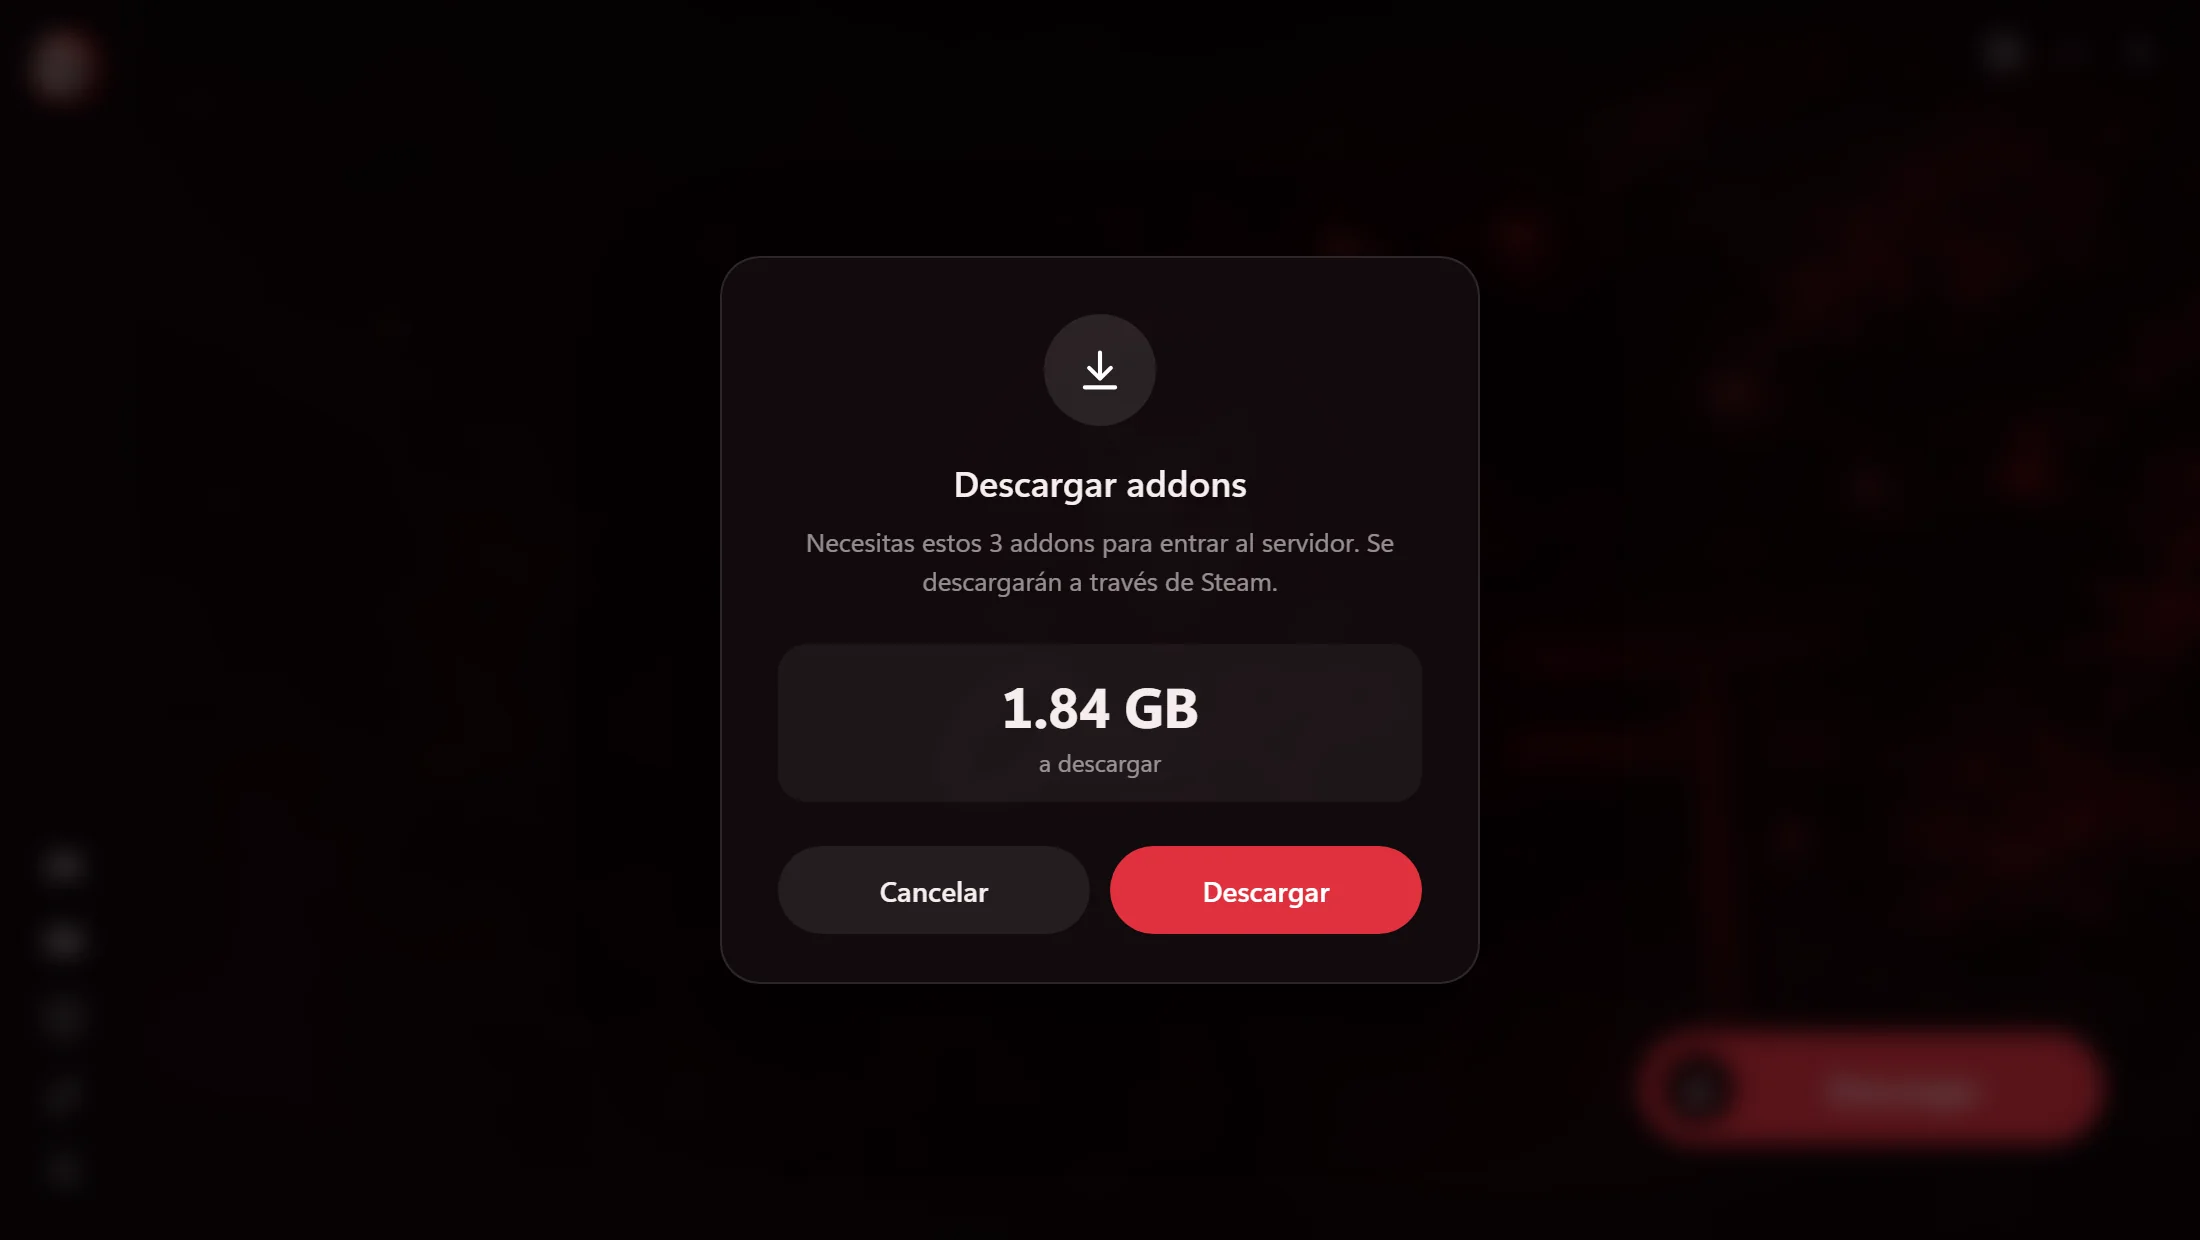 Descargar addons
Necesitas estos 3 addons para entrar al servidor. Se
descargarán a través de Steam.
1.84 GB
a descargar
Cancelar
Descargar